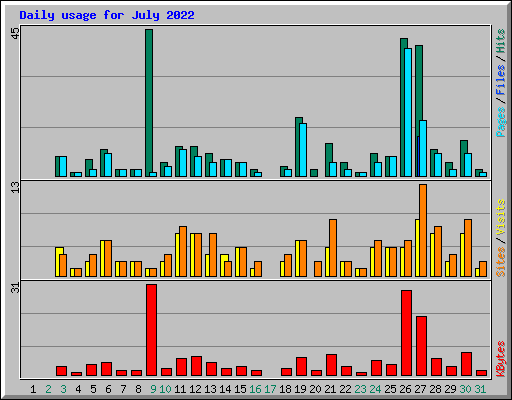 Daily usage for July 2022
45
Pages / Files / Hits
13
Sites / Visits
31
KBytes
1 2 3 4 5 6 7 8 9 10 11 12 13 14 15 16 17 18 19 20 21 22 23 24 25 26 27 28 29 30 31